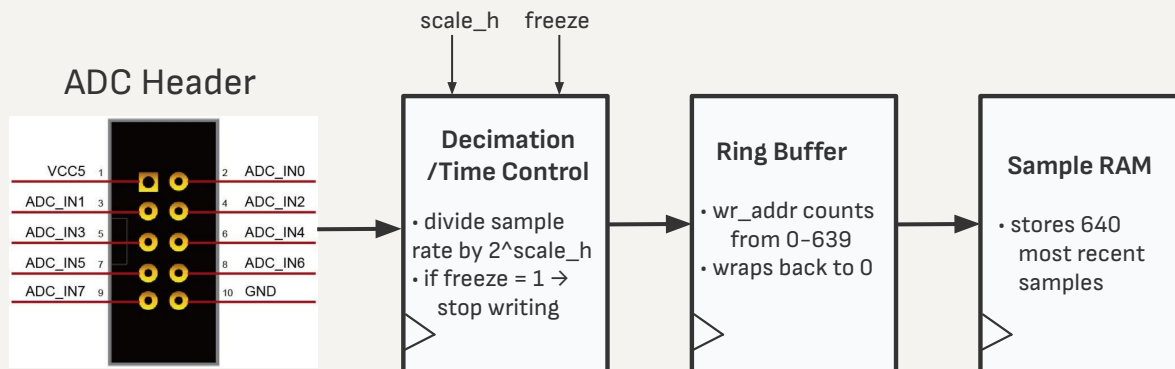 scale_h
freeze
ADC Header
VCC5 1
2 ADC_IN0
ADC_IN1 3
4 ADC_IN2
ADC_IN3 5
6 ADC_IN4
ADC_IN5 7
8 ADC_IN6
ADC_IN7 9
10 GND
Decimation
/Time Control
• divide sample
rate by 2^scale_h
• if freeze = 1 →
stop writing
Ring Buffer
• wr_addr counts
from 0-639
• wraps back to 0
Sample RAM
• stores 640
most recent
samples